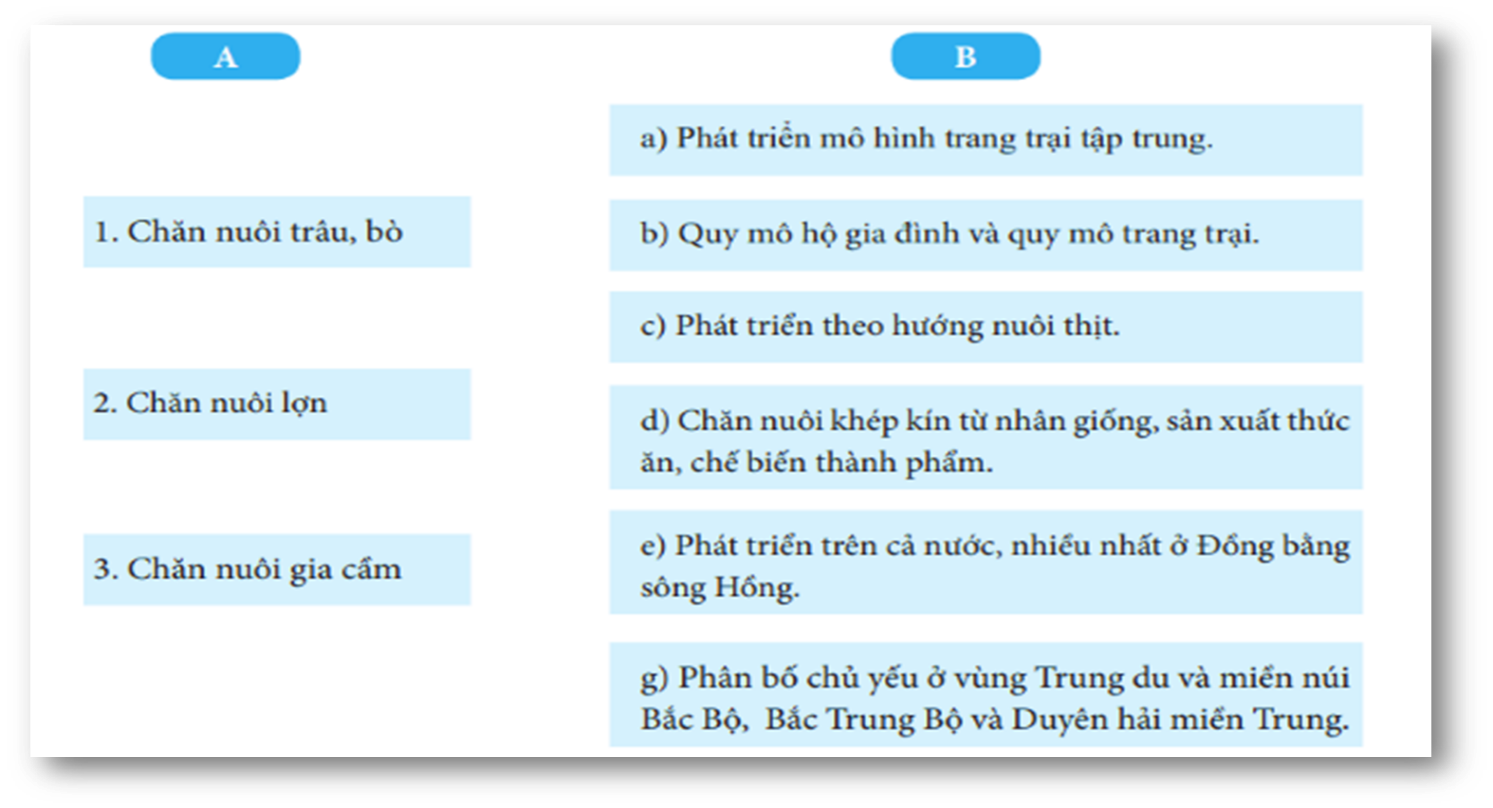 A
B
a) Phát triển mô hình trang trại tập trung.
1. Chăn nuôi trâu, bò
b) Quy mô hộ gia đình và quy mô trang trại.
c) Phát triển theo hướng nuôi thịt.
2. Chăn nuôi lợn
d) Chăn nuôi khép kín từ nhân giống, sản xuất thức
ăn, chế biến thành phẩm.
3. Chăn nuôi gia cầm
e) Phát triển trên cả nước, nhiều nhất ở Đồng bằng
sông Hồng.
g) Phân bố chủ yếu ở vùng Trung du và miền núi
Bắc Bộ, Bắc Trung Bộ và Duyên hải miền Trung.